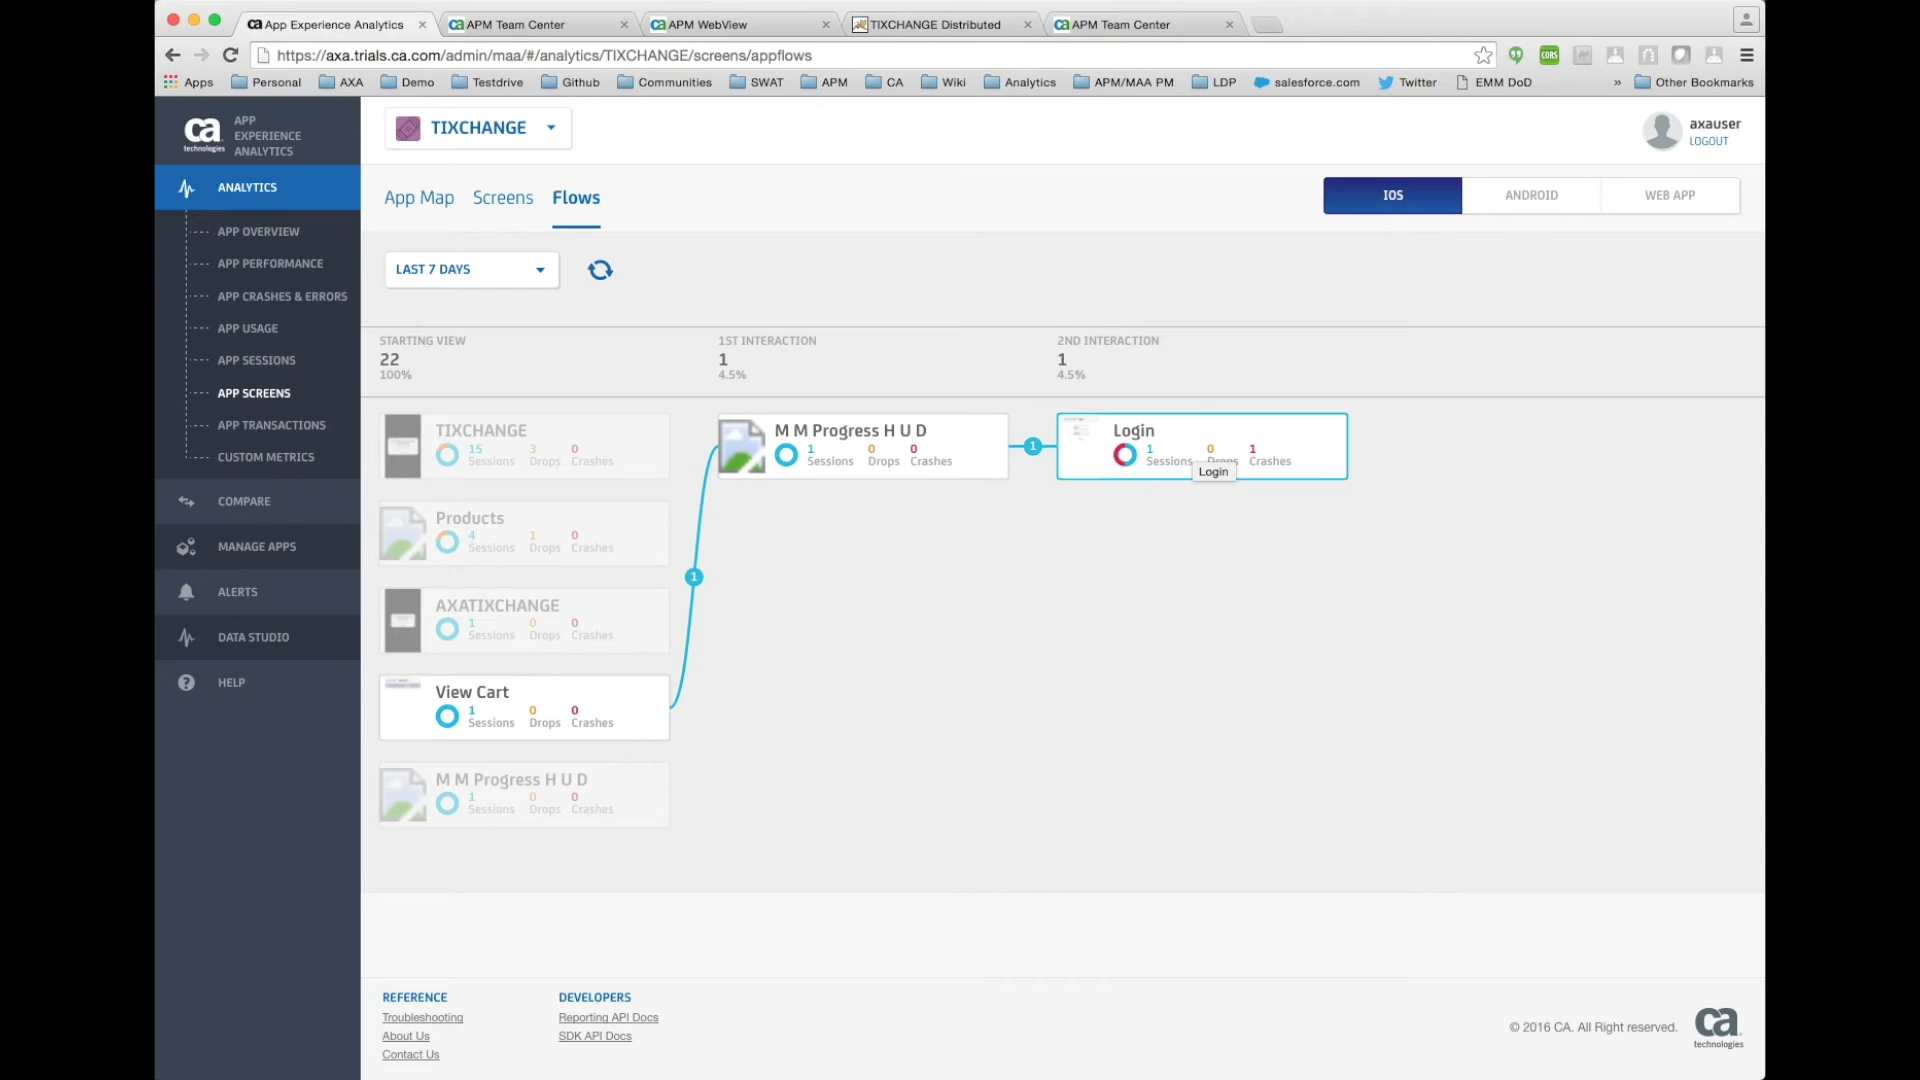 App Experience Analytics
APM Team Center
APM WebView
TIXCHANGE Distributed
APM Team Center
https://axa.trials.ca.com/admin/maa/#/analytics/TIXCHANGE/screens/appflows
CORS
Apps
Personal
AXA
Demo
Testdrive
Github
Communities
SWAT
APM
CA
Wiki
Analytics
APM/MAA PM
LDP
salesforce.com
Twitter
EMM DoD
»
Other Bookmarks
ca
technologies
APP
EXPERIENCE
ANALYTICS
TIXCHANGE
axauser
LOGOUT
ANALYTICS
APP OVERVIEW
APP PERFORMANCE
APP CRASHES & ERRORS
APP USAGE
APP SESSIONS
APP SCREENS
APP TRANSACTIONS
CUSTOM METRICS
COMPARE
MANAGE APPS
ALERTS
DATA STUDIO
HELP
App Map
Screens
Flows
IOS
ANDROID
WEB APP
LAST 7 DAYS
STARTING VIEW
22
100%
1ST INTERACTION
1
4.5%
2ND INTERACTION
1
4.5%
TIXCHANGE
15 3 0
Sessions Drops Crashes
Products
4 1 0
Sessions Drops Crashes
AXATIXCHANGE
1 0 0
Sessions Drops Crashes
View Cart
1 0 0
Sessions Drops Crashes
M M Progress H U D
1 0 0
Sessions Drops Crashes
1
M M Progress H U D
1 0 0
Sessions Drops Crashes
1
Login
1 0 1
Sessions Drops Crashes
Login
REFERENCE
Troubleshooting
About Us
Contact Us
DEVELOPERS
Reporting API Docs
SDK API Docs
© 2016 CA. All Right reserved.
ca
technologies